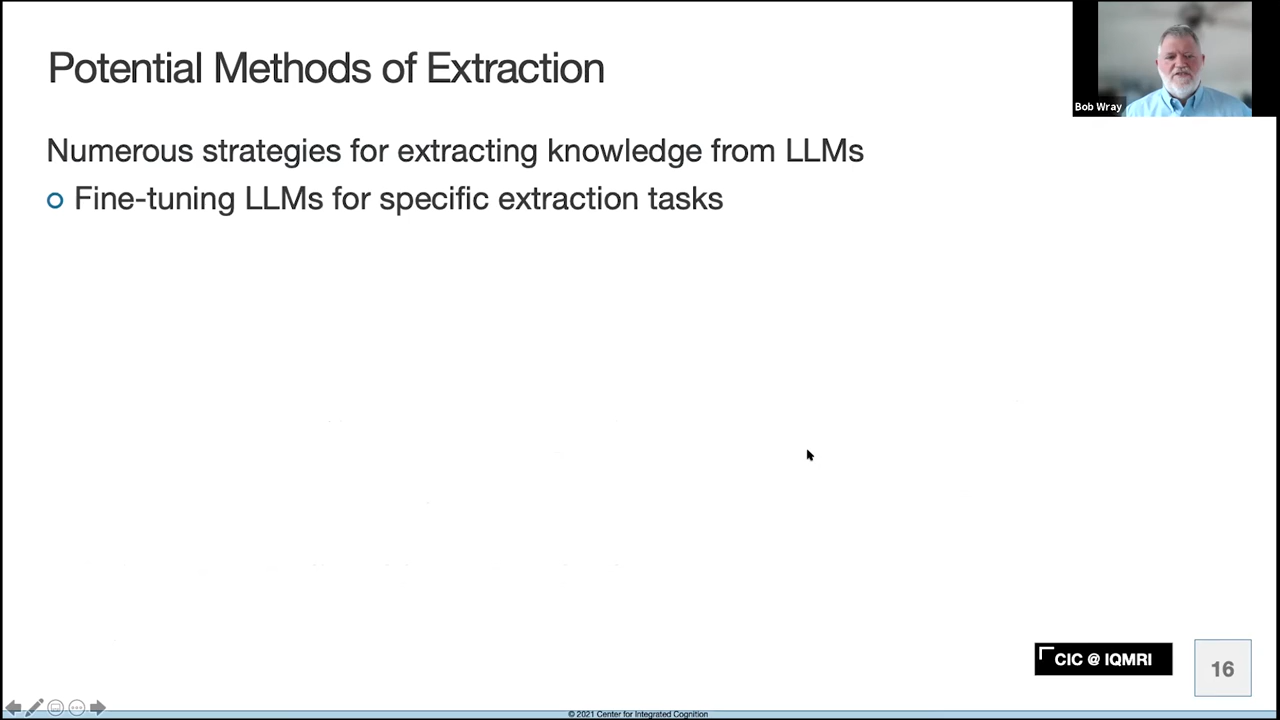 Potential Methods of Extraction
Bob Wray
Numerous strategies for extracting knowledge from LLMs
Fine-tuning LLMs for specific extraction tasks
CIC @ IQMRI
16
© 2021 Center for Integrated Cognition